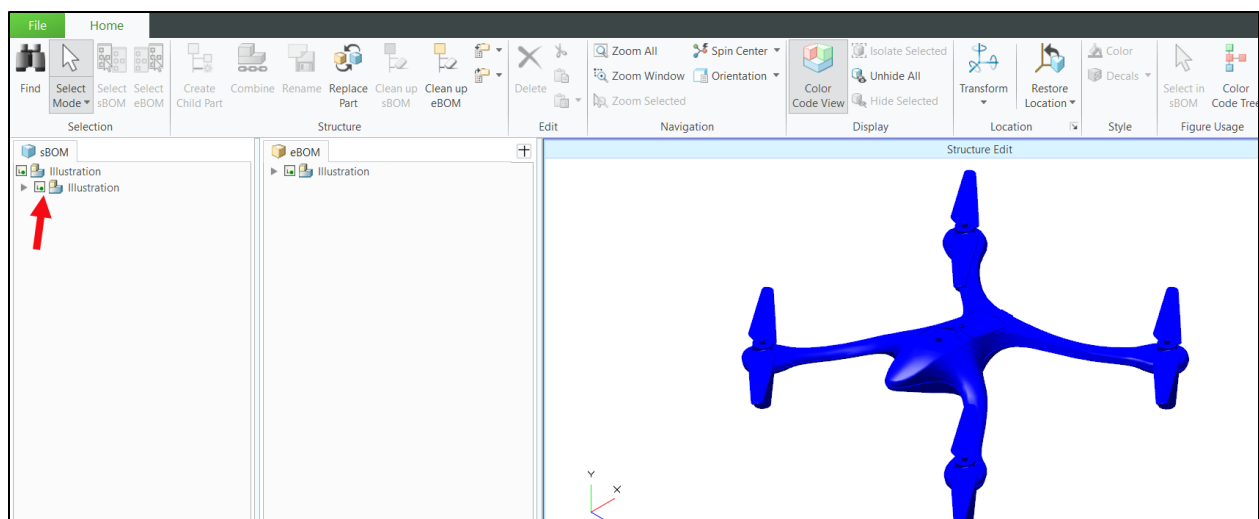 File Home
Find Select Mode Select sBOM Select eBOM
Selection
Create Child Part Combine Rename Replace Part Clean up sBOM Clean up eBOM
Structure
Delete
Edit
Zoom All Spin Center
Zoom Window Orientation
Zoom Selected
Navigation
Color Code View Isolate Selected
Unhide All
Hide Selected
Display
Transform Restore Location
Location
Color
Decals
Style
Select in sBOM Color Code Tree
Figure Usage
sBOM
Illustration
Illustration
eBOM
Illustration
Structure Edit
Y
X